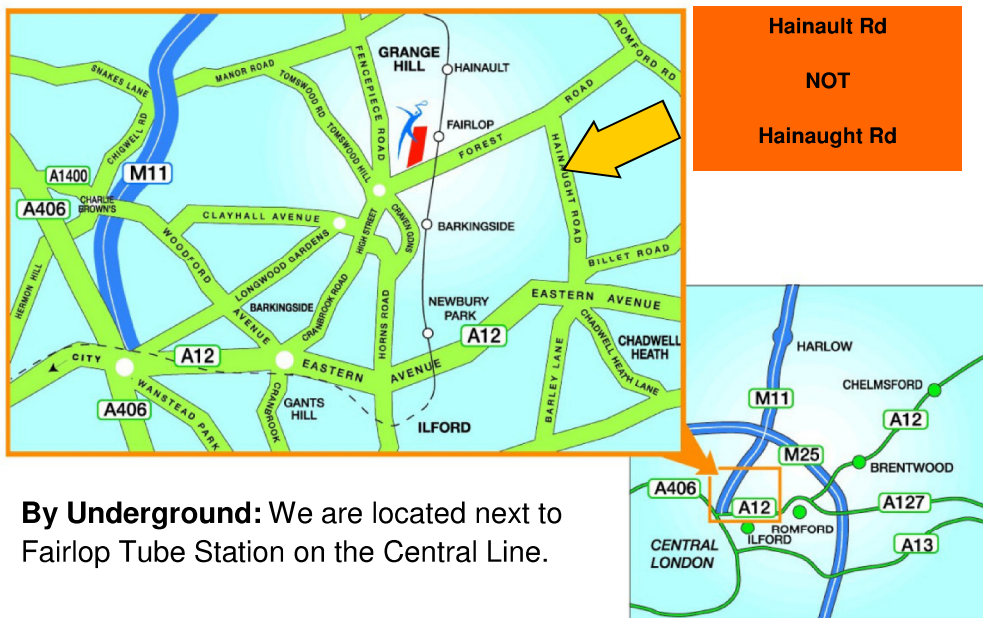 Hainault Rd
NOT
Hainaught Rd
GRANGE
HILL
HAINAULT
ROMFORD RD
FENCEPIECE ROAD
MANOR ROAD
SNAKES LANE
TOMSWOOD RD
TOMSWOOD HILL
CHIGWELL RD
FAIRLOP
FOREST ROAD
HAINAUGHT ROAD
M11
A1400
A406
CHARLIE
BROWN'S
CLAYHALL AVENUE
HIGH STREET
CRAVEN GDNS
BARKINGSIDE
WOODFORD AVENUE
LONGWOOD GARDENS
BILLET ROAD
HERMON HILL
BARKINGSIDE
CRANBROOK ROAD
HORNS ROAD
NEWBURY
PARK
EASTERN AVENUE
A12
CHADWELL
HEATH
CHADWELL HEATH LANE
BARLEY LANE
CITY
A12
EASTERN AVENUE
A406
WANSTEAD PARK
CRANBROOK
GANTS
HILL
ILFORD
HARLOW
CHELMSFORD
M11
A12
M25
BRENTWOOD
A406
A12
A127
ROMFORD
ILFORD
A13
CENTRAL
LONDON
By Underground: We are located next to
Fairlop Tube Station on the Central Line.